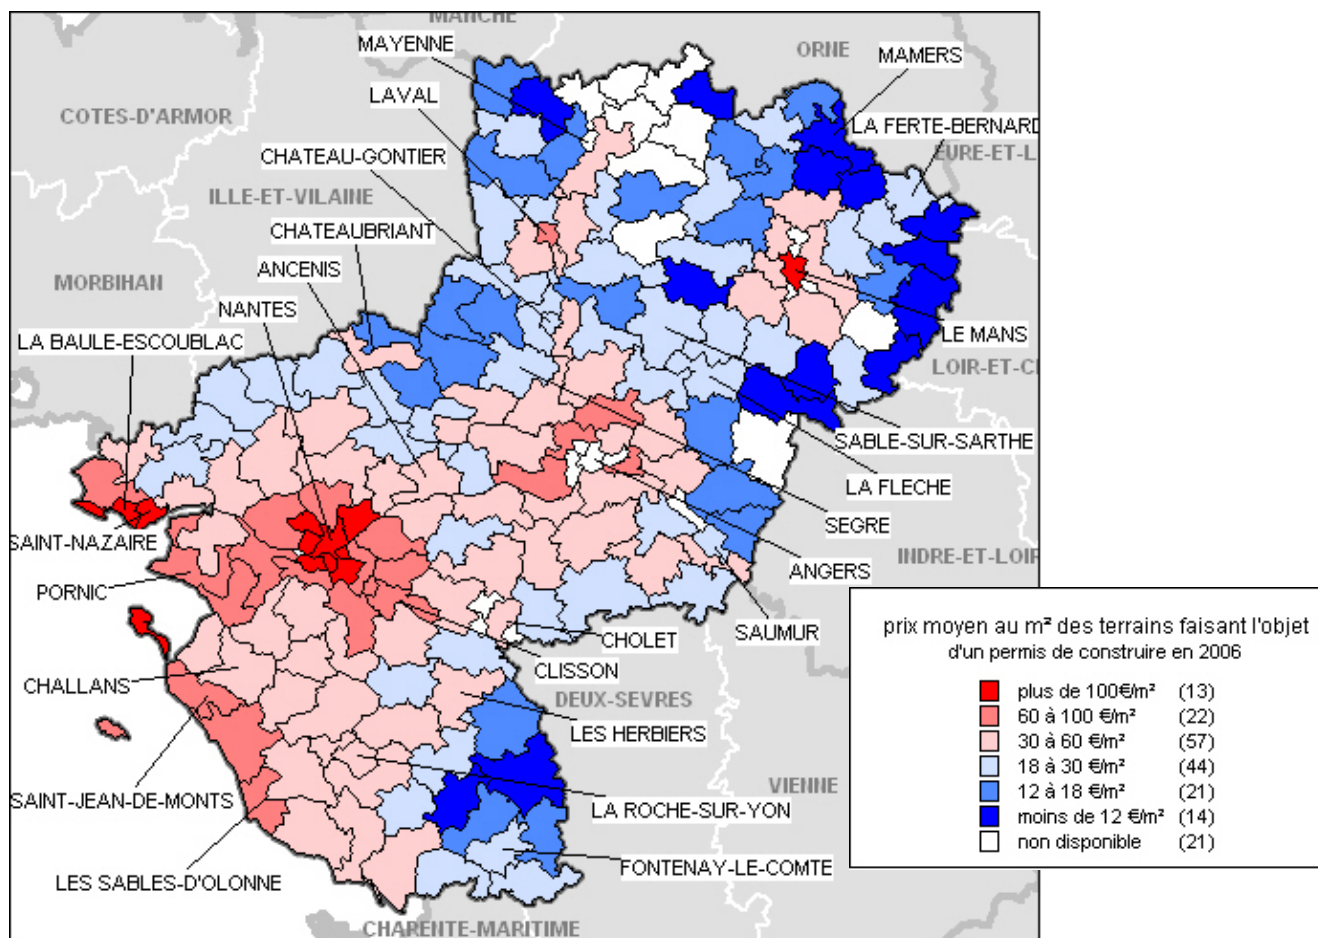 MANCHE
MAYENNE
ORNE
MAMERS
LAVAL
COTES-D'ARMOR
LA FERTE-BERNARD
EURE-ET-L
CHATEAU-GONTIER
ILLE-ET-VILAINE
CHATEAUBRIANT
ANCENIS
MORBIHAN
NANTES
LE MANS
LA BAULE-ESCOUBLAC
LOIR-ET-C
SABLE-SUR-SARTHE
LA FLECHE
SEGRE
SAINT-NAZAIRE
INDRE-ET-LOIR
ANGERS
PORNIC
SAUMUR
CHOLET
CLISSON
CHALLANS
DEUX-SEVRES
LES HERBIERS
VIENNE
SAINT-JEAN-DE-MONTS
LA ROCHE-SUR-YON
FONTENAY-LE-COMTE
LES SABLES-D'OLONNE
CHARENTE-MARITIME
prix moyen au m² des terrains faisant l'objet
d'un permis de construire en 2006
plus de 100€/m² (13)
60 à 100 €/m² (22)
30 à 60 €/m² (57)
18 à 30 €/m² (44)
12 à 18 €/m² (21)
moins de 12 €/m² (14)
non disponible (21)